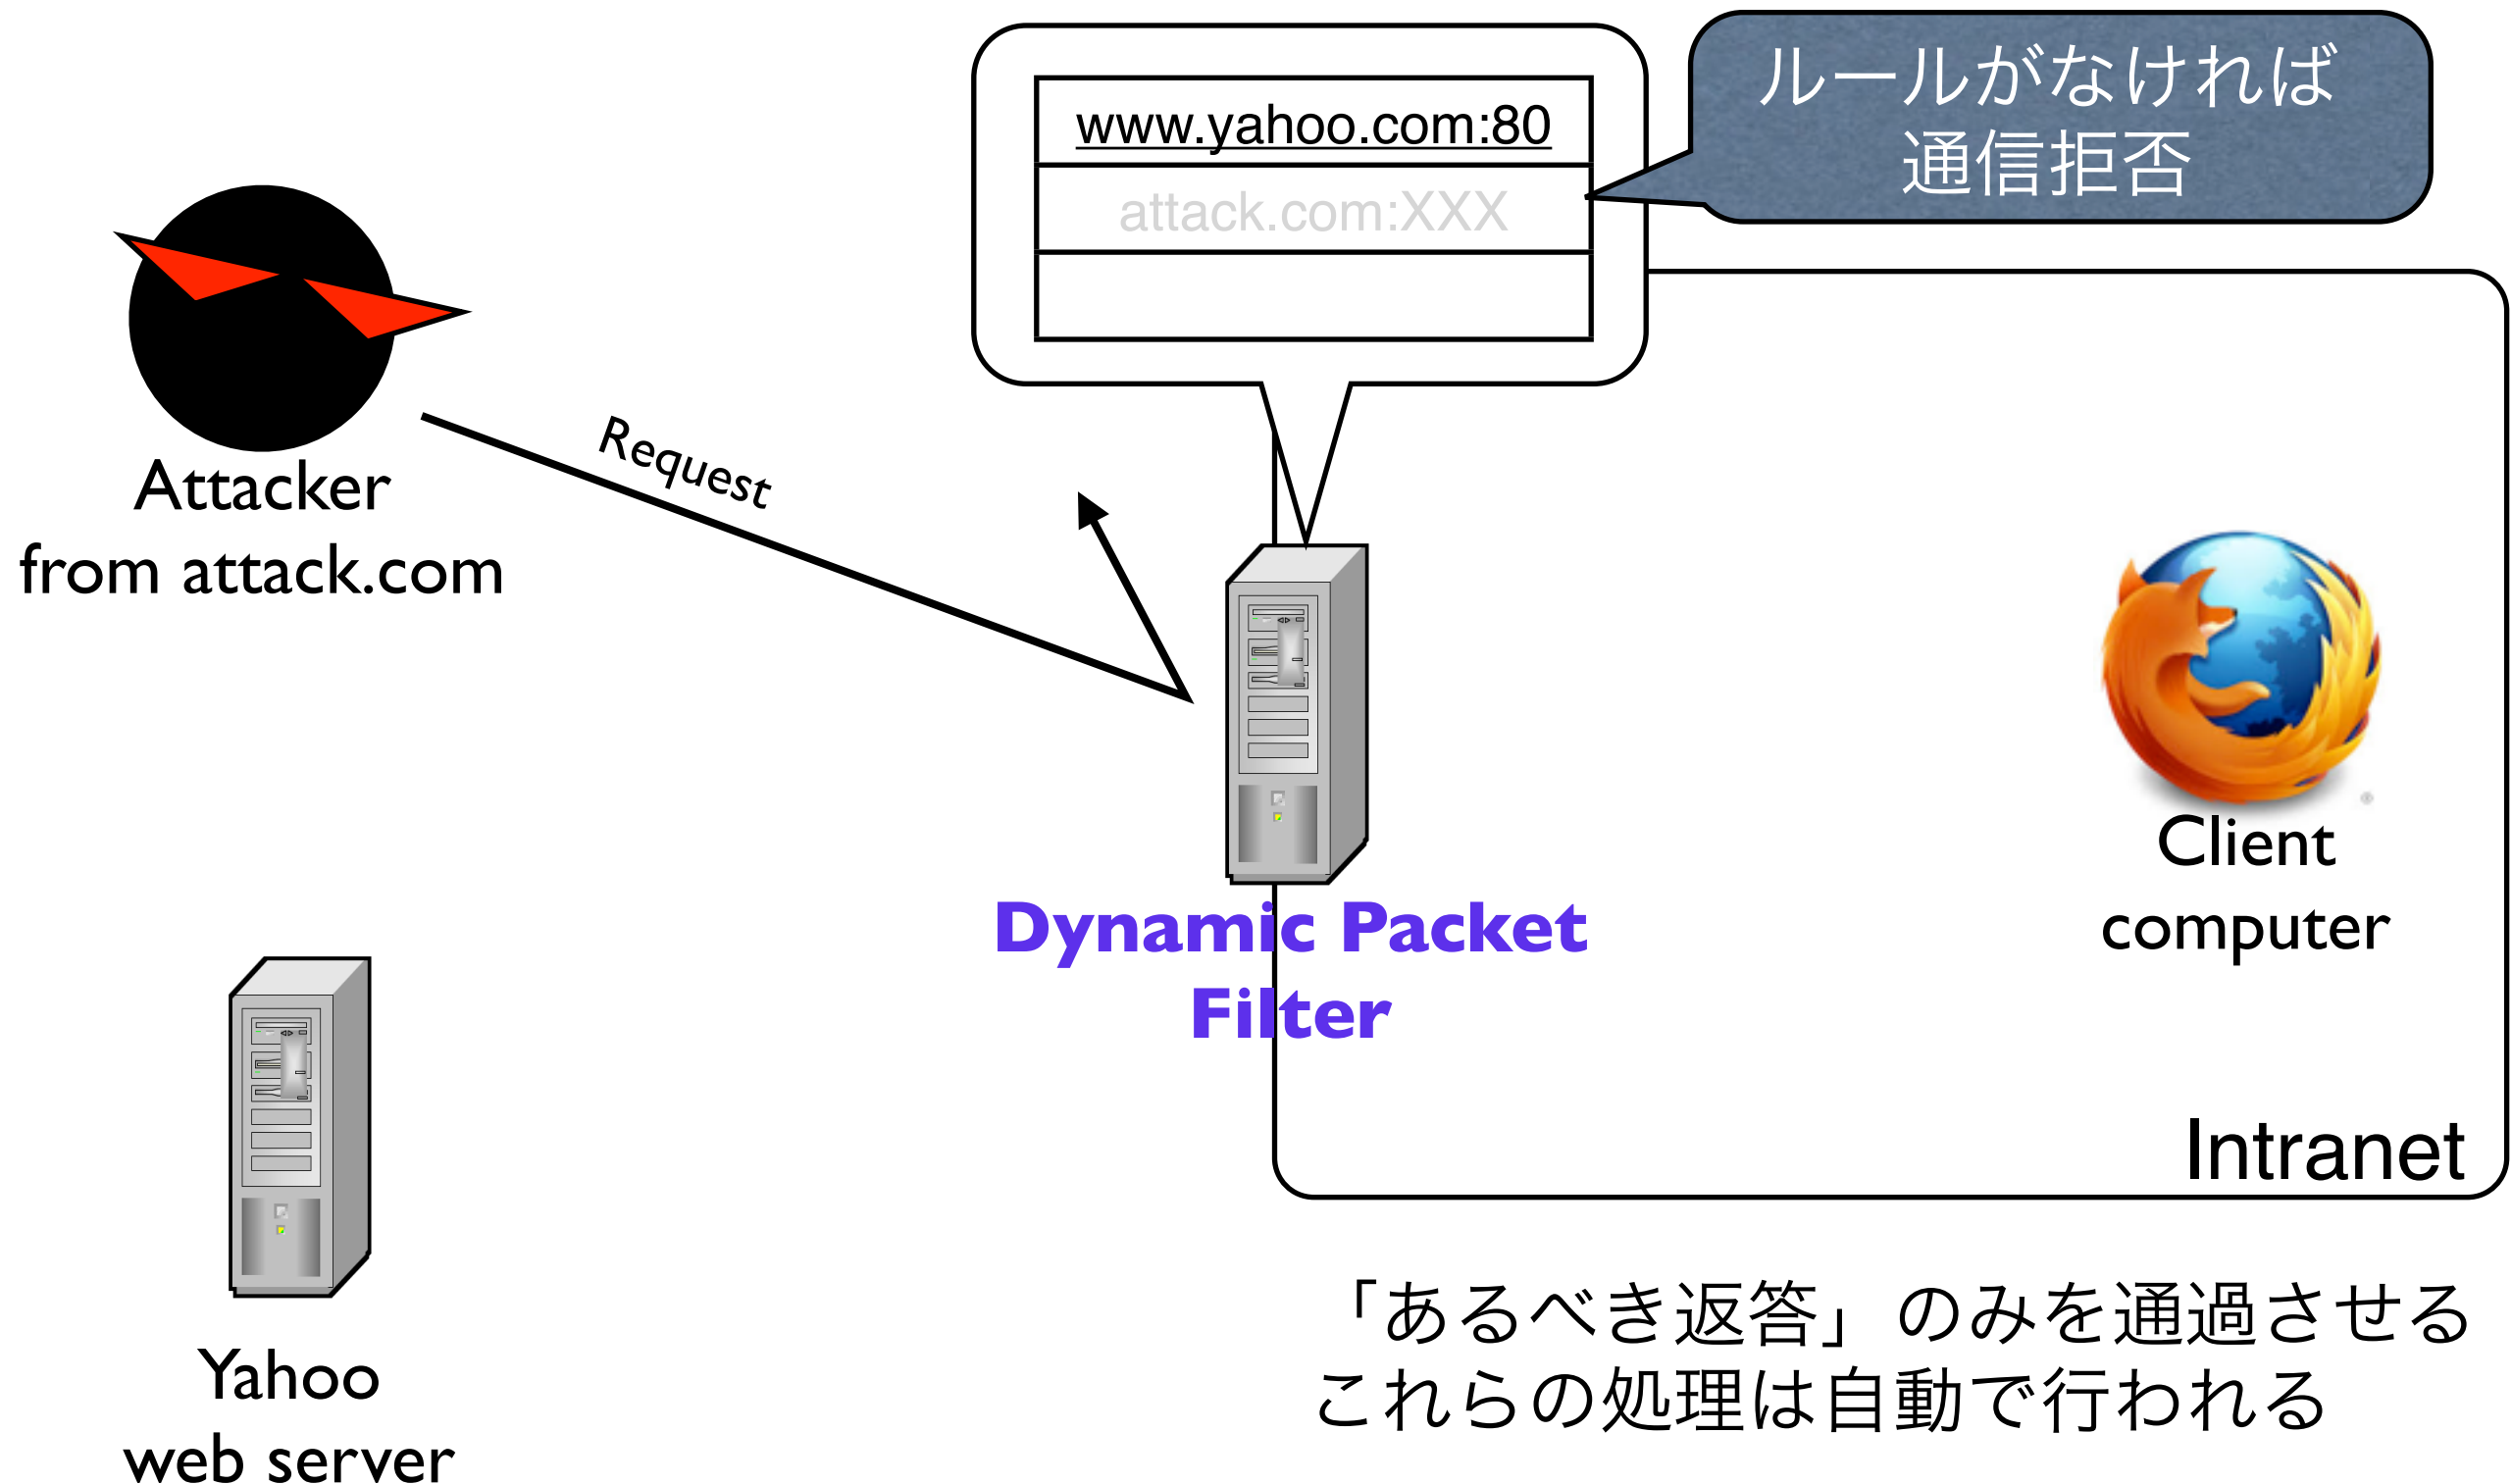 www.yahoo.com:80
attack.com:XXX
ルールがなければ
通信拒否
Request
Attacker
from attack.com
Dynamic Packet
Filter
Client
computer
Intranet
Yahoo
web server
「あるべき返答」のみを通過させる
これらの処理は自動で行われる